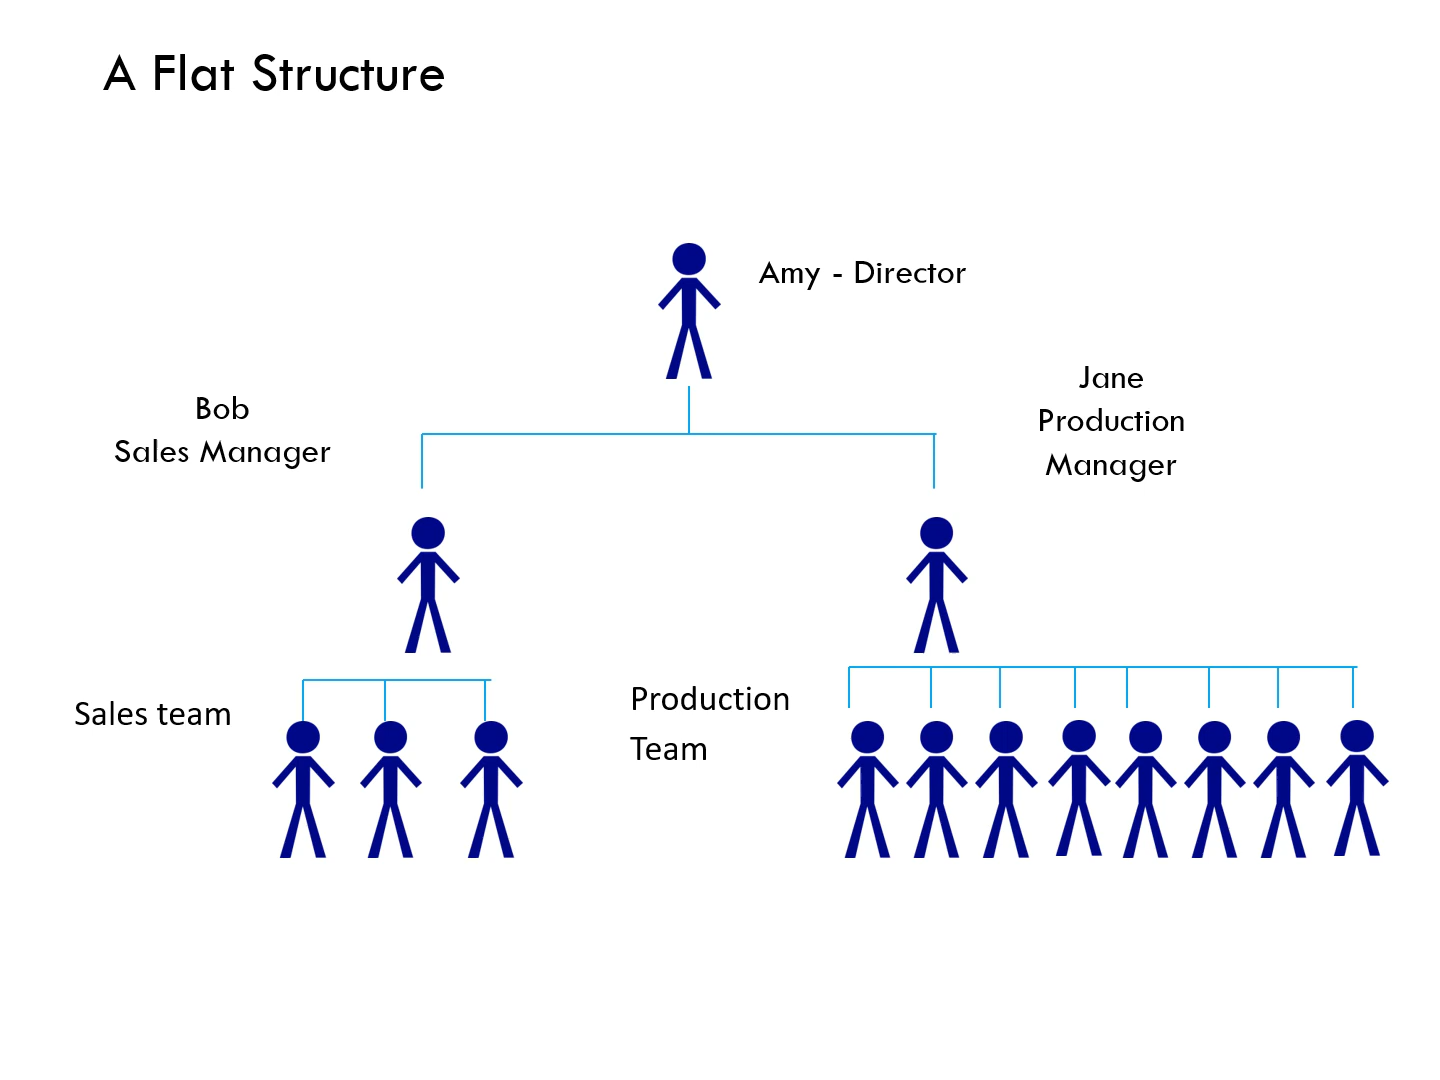 A Flat Structure
Amy - Director
Bob
Sales Manager
Jane
Production
Manager
Sales team
Production
Team